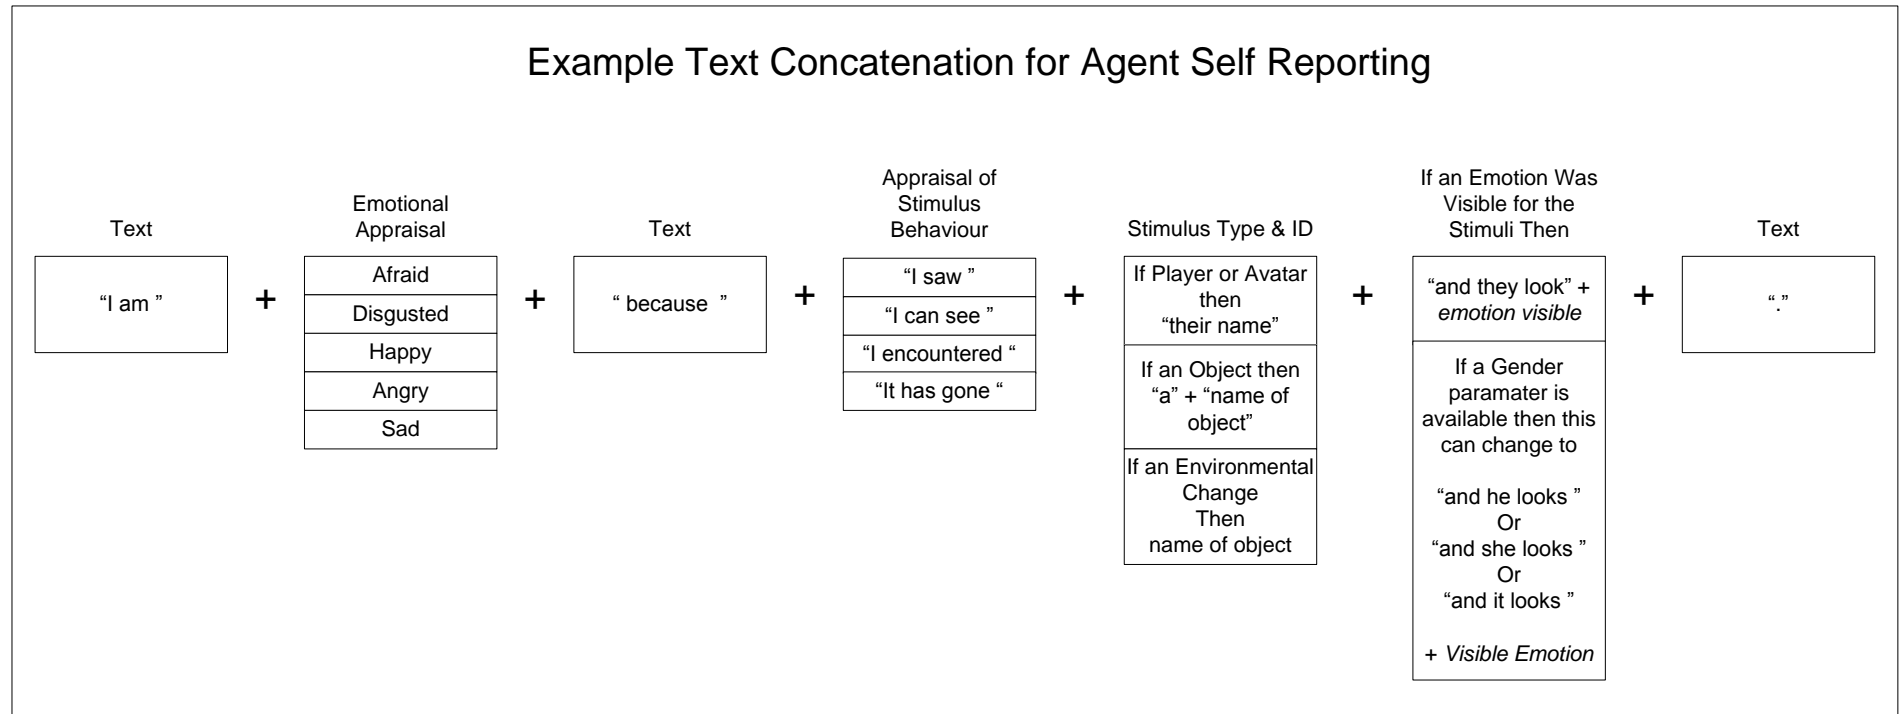 Example Text Concatenation for Agent Self Reporting
Text
“I am ”
+
Emotional
Appraisal
Afraid
Disgusted
Happy
Angry
Sad
+
Text
“ because ”
+
Appraisal of
Stimulus
Behaviour
“I saw ”
“I can see ”
“I encountered “
“It has gone “
+
Stimulus Type & ID
If Player or Avatar
then
“their name”
If an Object then
“a” + “name of
object”
If an Environmental
Change
Then
name of object
+
If an Emotion Was
Visible for the
Stimuli Then
“and they look” +
emotion visible
If a Gender
paramater is
available then this
can change to
“and he looks ”
Or
“and she looks ”
Or
“and it looks ”
+ Visible Emotion
+
Text
“.”